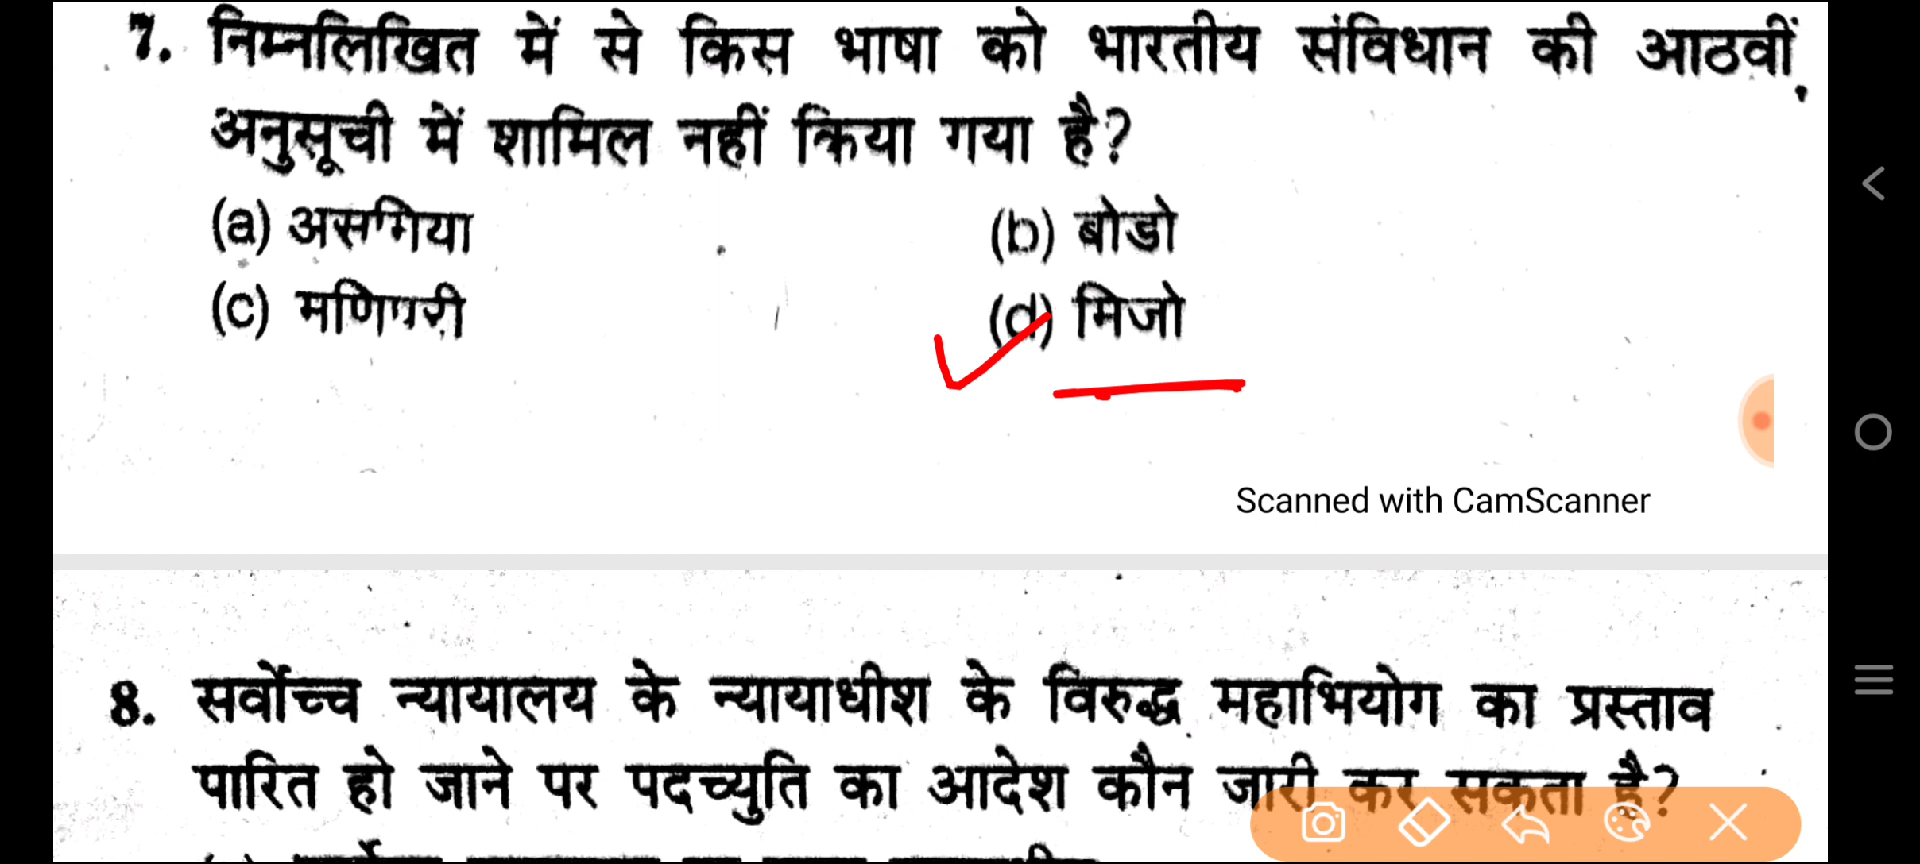 7. निम्नलिखित में से किस भाषा को भारतीय संविधान की आठवीं
अनुसूची में शामिल नहीं किया गया है?
(a) असमिया (b) बोडो
(c) मणिपुरी (d) मिजो
Scanned with CamScanner
8. सर्वोच्च न्यायालय के न्यायाधीश के विरुद्ध महाभियोग का प्रस्ताव
पारित हो जाने पर पदच्युति का आदेश कौन जारी कर सकता है?